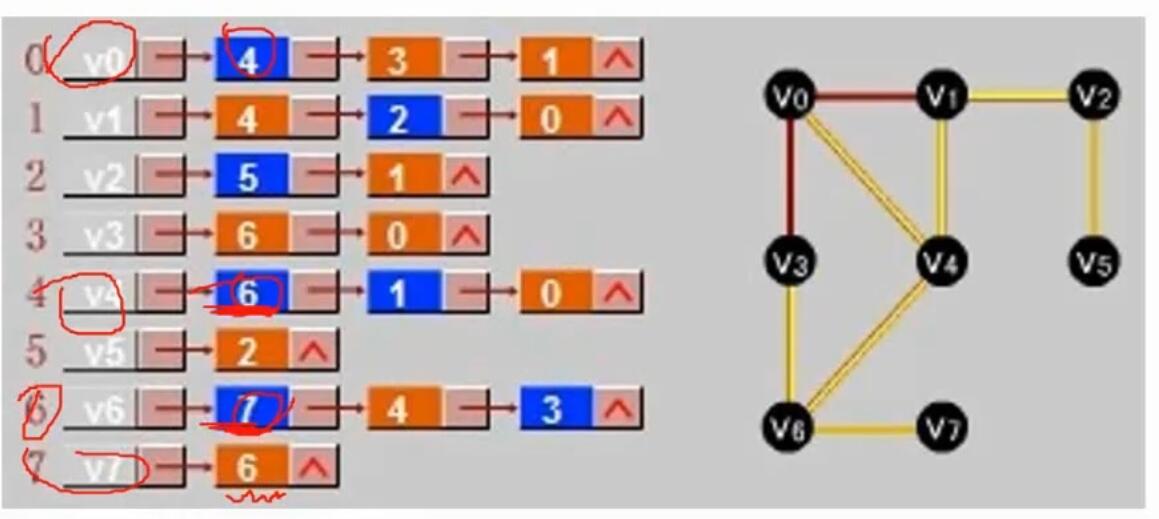 0 v0 4 3 1 ^
1 v1 4 2 0 ^
2 v2 5 1 ^
3 v3 6 0 ^
4 v4 6 1 0 ^
5 v5 2 ^
6 v6 7 4 3 ^
7 v7 6 ^
V0 V1 V2
V3 V4 V5
V6 V7